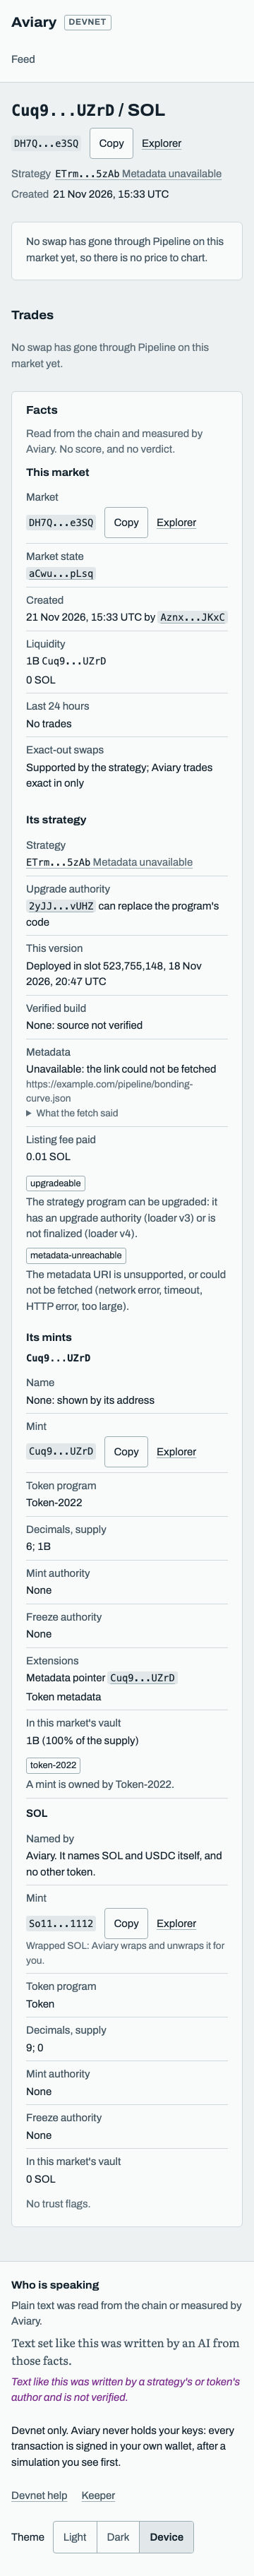 Aviary DEVNET
Feed
Cuq9...UZrD / SOL
DH7Q...e3SQ Copy Explorer
Strategy ETrm...5zAb Metadata unavailable
Created 21 Nov 2026, 15:33 UTC
No swap has gone through Pipeline on this
market yet, so there is no price to chart.
Trades
No swap has gone through Pipeline on this
market yet.
Facts
Read from the chain and measured by
Aviary. No score, and no verdict.
This market
Market
DH7Q...e3SQ Copy Explorer
Market state
aCwu...pLsq
Created
21 Nov 2026, 15:33 UTC by Aznx...JKxC
Liquidity
1B Cuq9...UZrD
0 SOL
Last 24 hours
No trades
Exact-out swaps
Supported by the strategy; Aviary trades
exact in only
Its strategy
Strategy
ETrm...5zAb Metadata unavailable
Upgrade authority
2yJJ...vUHZ can replace the program's
code
This version
Deployed in slot 523,755,148, 18 Nov
2026, 20:47 UTC
Verified build
None: source not verified
Metadata
Unavailable: the link could not be fetched
https://example.com/pipeline/bonding-
curve.json
▶ What the fetch said
Listing fee paid
0.01 SOL
upgradeable
The strategy program can be upgraded: it
has an upgrade authority (loader v3) or is
not finalized (loader v4).
metadata-unreachable
The metadata URI is unsupported, or could
not be fetched (network error, timeout,
HTTP error, too large).
Its mints
Cuq9...UZrD
Name
None: shown by its address
Mint
Cuq9...UZrD Copy Explorer
Token program
Token-2022
Decimals, supply
6; 1B
Mint authority
None
Freeze authority
None
Extensions
Metadata pointer Cuq9...UZrD
Token metadata
In this market's vault
1B (100% of the supply)
token-2022
A mint is owned by Token-2022.
SOL
Named by
Aviary. It names SOL and USDC itself, and
no other token.
Mint
So11...1112 Copy Explorer
Wrapped SOL: Aviary wraps and unwraps it for
you.
Token program
Token
Decimals, supply
9; 0
Mint authority
None
Freeze authority
None
In this market's vault
0 SOL
No trust flags.
Who is speaking
Plain text was read from the chain or measured by
Aviary.
Text set like this was written by an AI from
those facts.
Text like this was written by a strategy's or token's
author and is not verified.
Devnet only. Aviary never holds your keys: every
transaction is signed in your own wallet, after a
simulation you see first.
Devnet help Keeper
Theme Light Dark Device